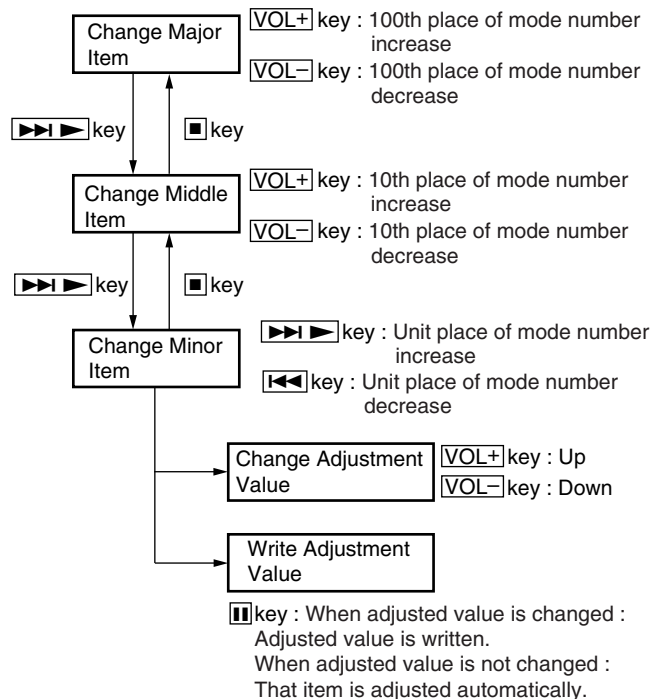 Change Major
Item
VOL+ key : 100th place of mode number
increase
VOL− key : 100th place of mode number
decrease
▶▶I ▶ key
■ key
Change Middle
Item
VOL+ key : 10th place of mode number
increase
VOL− key : 10th place of mode number
decrease
▶▶I ▶ key
■ key
Change Minor
Item
▶▶I ▶ key : Unit place of mode number
increase
I◀◀ key : Unit place of mode number
decrease
Change Adjustment
Value
VOL+ key : Up
VOL− key : Down
Write Adjustment
Value
II key : When adjusted value is changed :
Adjusted value is written.
When adjusted value is not changed :
That item is adjusted automatically.